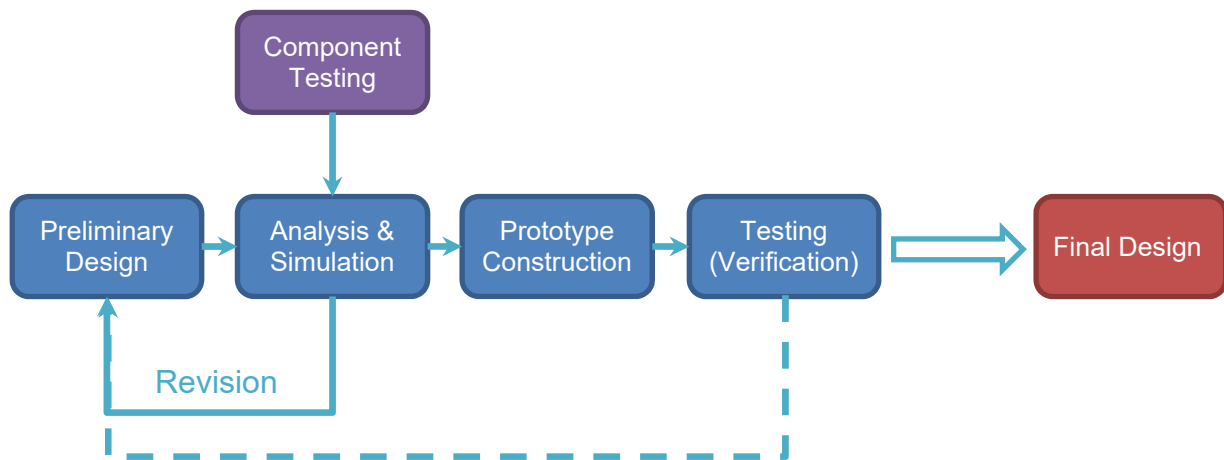 Component
Testing
Preliminary
Design
Analysis &
Simulation
Prototype
Construction
Testing
(Verification)
Final Design
Revision